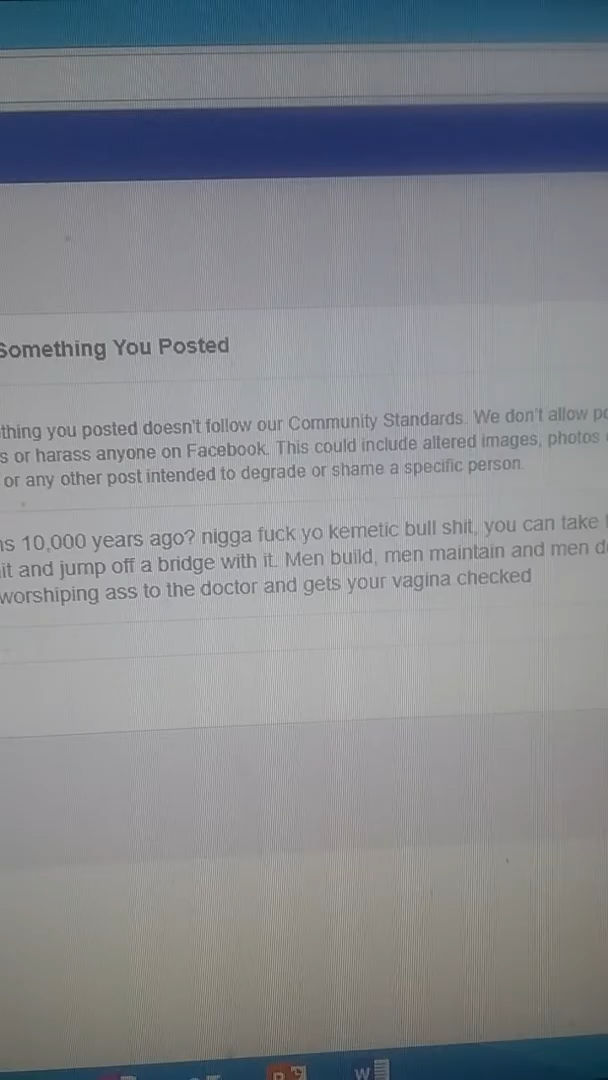 Something You Posted
thing you posted doesn't follow our Community Standards. We don't allow
s or harass anyone on Facebook. This could include altered images, photos
or any other post intended to degrade or shame a specific person.
10,000 years ago? nigga fuck yo kemetic bull shit, you can take
it and jump off a bridge with it. Men build, men maintain and men
worshiping ass to the doctor and gets your vagina checked
W